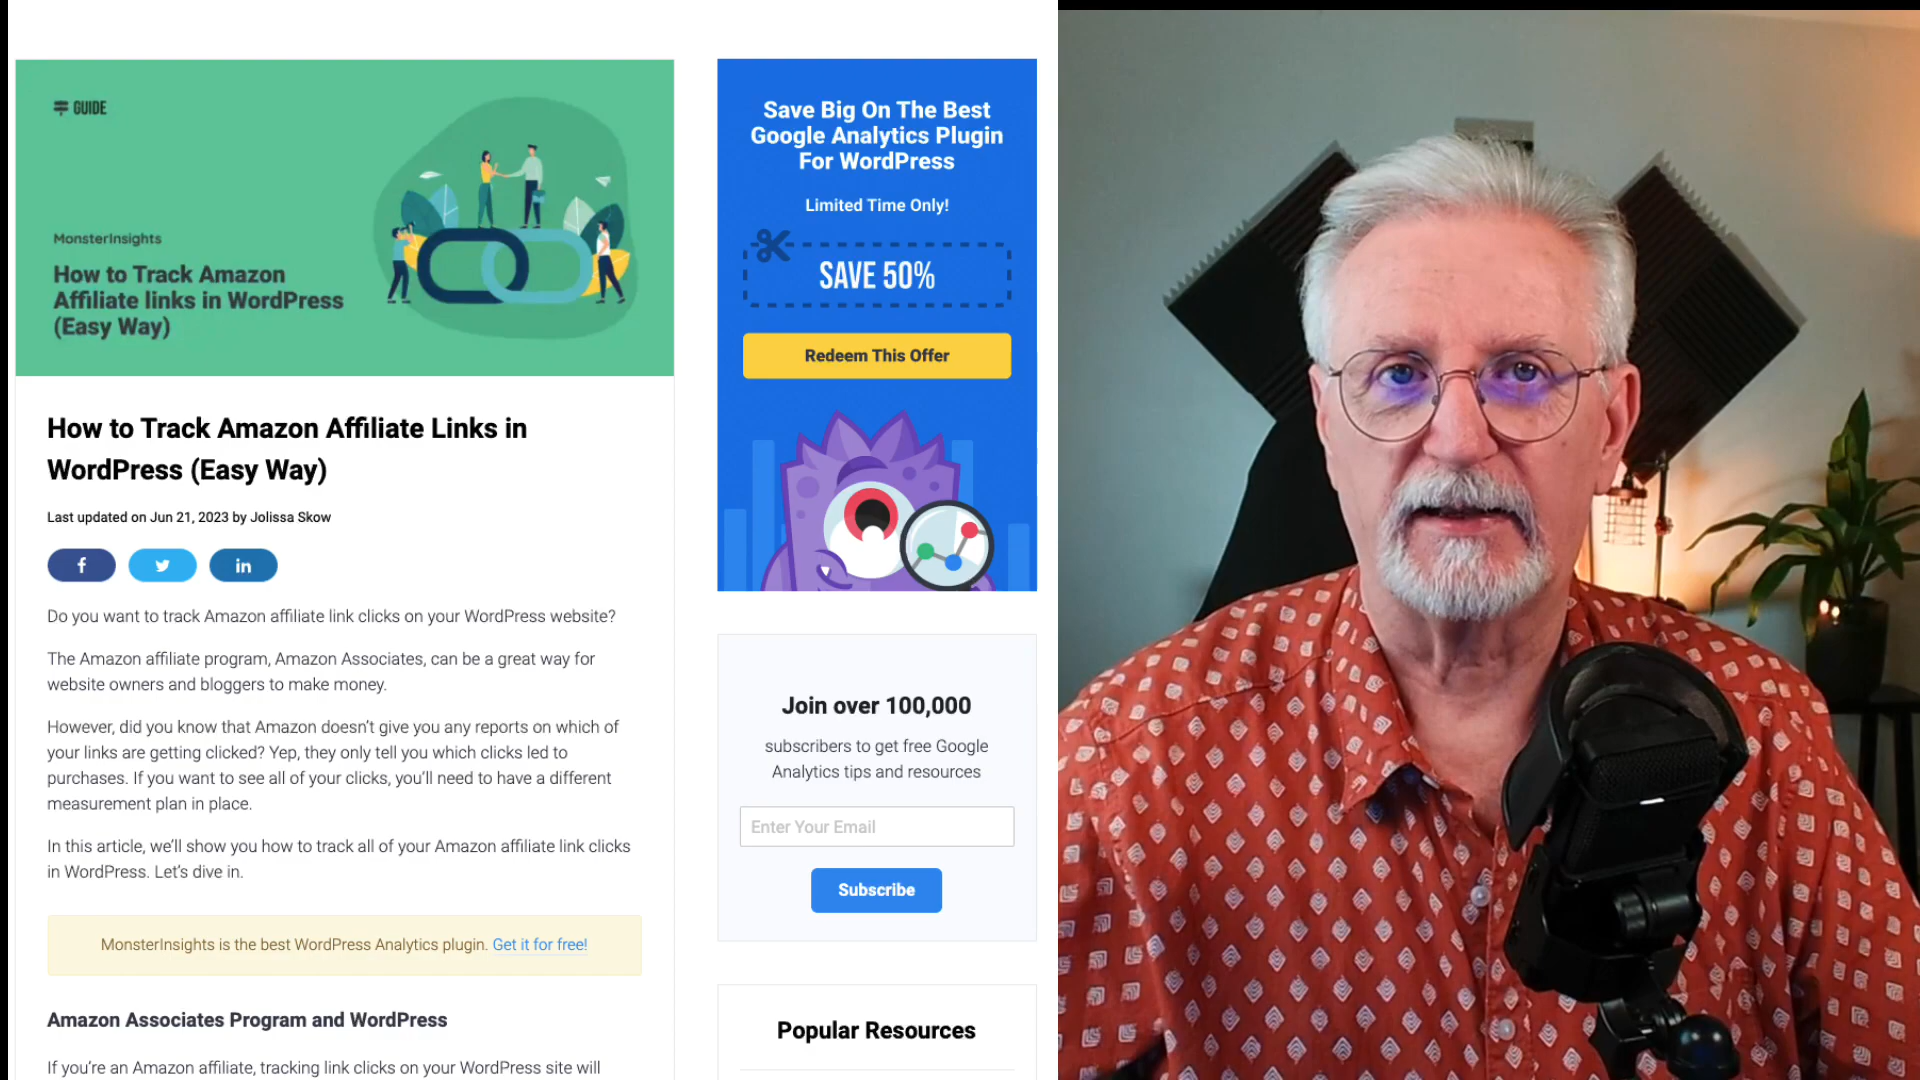 GUIDE
MonsterInsights
How to Track Amazon
Affiliate links in WordPress
(Easy Way)
How to Track Amazon Affiliate Links in
WordPress (Easy Way)
Last updated on Jun 21, 2023 by Jolissa Skow
f
in
Do you want to track Amazon affiliate link clicks on your WordPress website?
The Amazon affiliate program, Amazon Associates, can be a great way for
website owners and bloggers to make money.
However, did you know that Amazon doesn't give you any reports on which of
your links are getting clicked? Yep, they only tell you which clicks led to
purchases. If you want to see all of your clicks, you'll need to have a different
measurement plan in place.
In this article, we'll show you how to track all of your Amazon affiliate link clicks
in WordPress. Let's dive in.
MonsterInsights is the best WordPress Analytics plugin. Get it for free!
Amazon Associates Program and WordPress
If you're an Amazon affiliate, tracking link clicks on your WordPress site will
Save Big On The Best
Google Analytics Plugin
For WordPress
Limited Time Only!
SAVE 50%
Redeem This Offer
Join over 100,000
subscribers to get free Google
Analytics tips and resources
Enter Your Email
Subscribe
Popular Resources